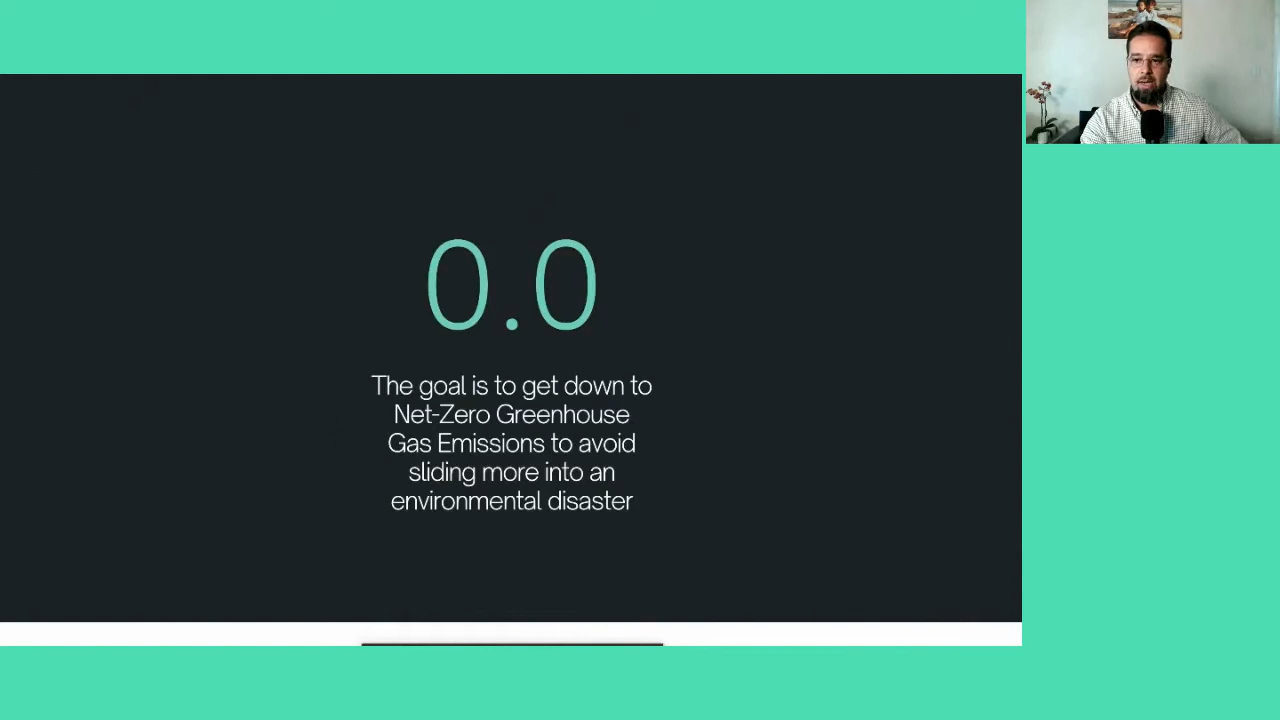 0.0
The goal is to get down to
Net-Zero Greenhouse
Gas Emissions to avoid
sliding more into an
environmental disaster